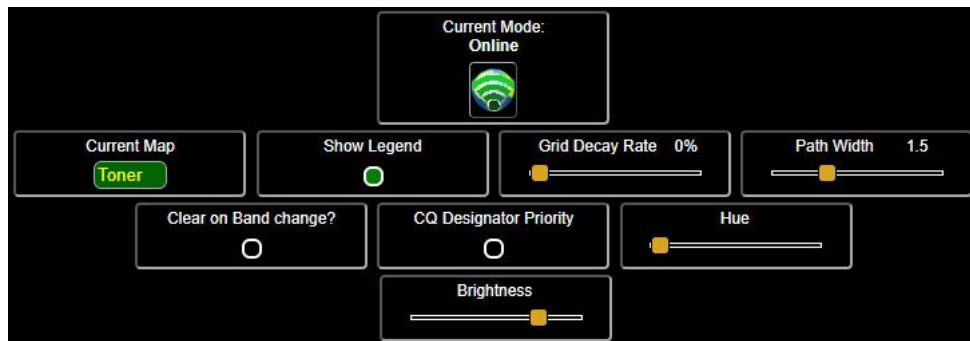 Current Mode:
Online
Current Map
Toner
Show Legend
Grid Decay Rate 0%
Path Width 1.5
Clear on Band change?
CQ Designator Priority
Hue
Brightness